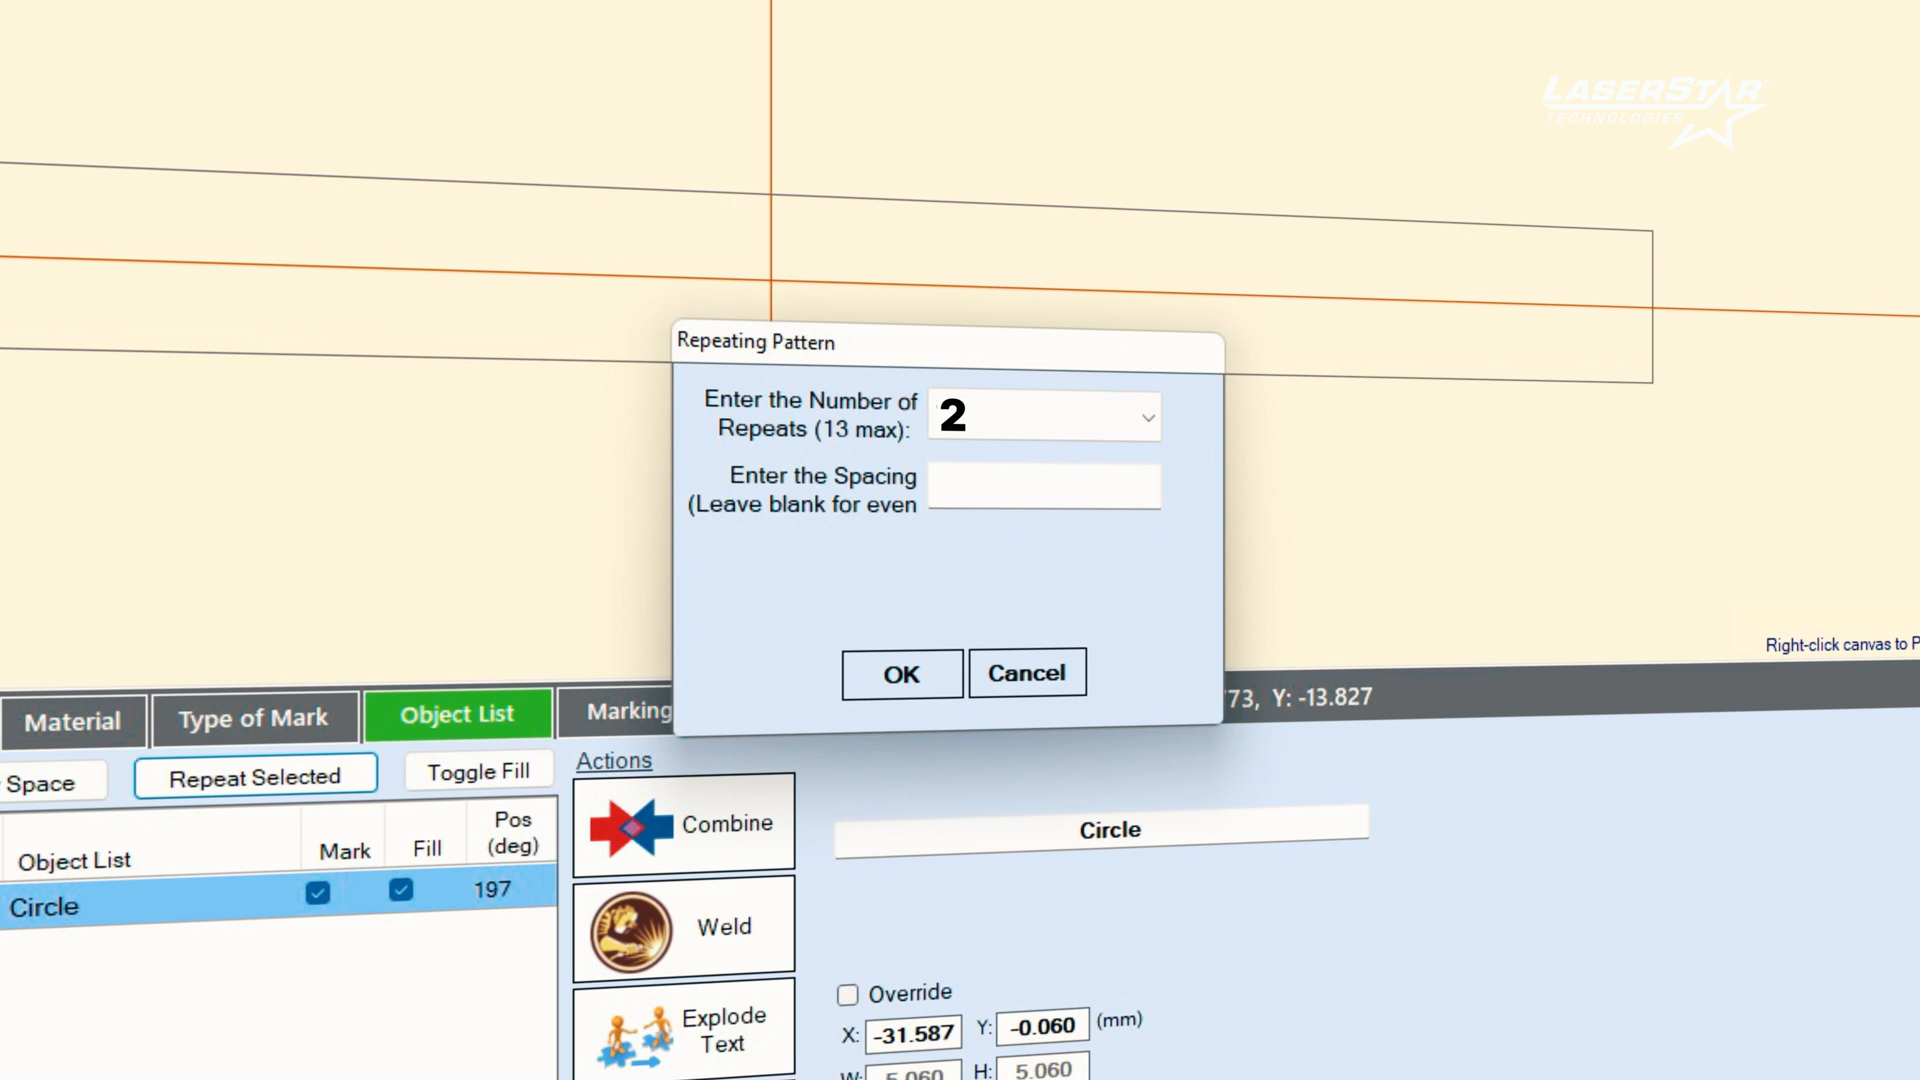 LASERSTAR
TECHNOLOGIES
Repeating Pattern
Enter the Number of
Repeats (13 max):
2
Enter the Spacing
(Leave blank for even
OK
Cancel
Right-click canvas to P
73, Y: -13.827
Material
Type of Mark
Object List
Marking
Space
Repeat Selected
Toggle Fill
Actions
Object List
Mark
Fill
Pos
(deg)
Circle
197
Combine
Weld
Explode
Text
Circle
Override
X: -31.587 Y: -0.060 (mm)
W: 5.060 H: 5.060